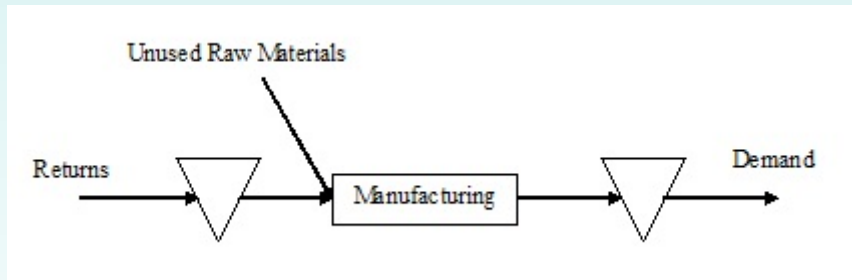 Unused Raw Materials
Returns
Demand
Manufacturing